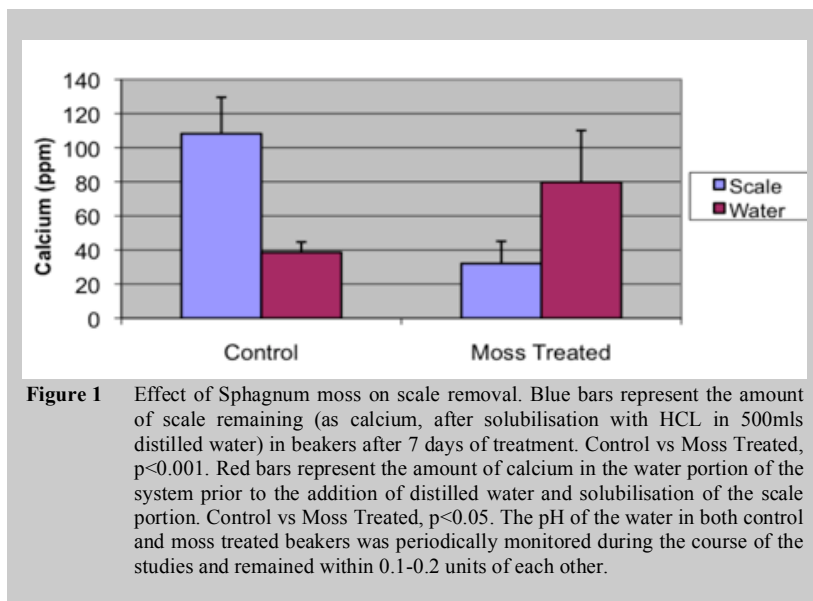 140
120
100
80
60
40
20
0
Calcium (ppm)
Scale
Water
Control
Moss Treated
Figure 1 Effect of Sphagnum moss on scale removal. Blue bars represent the amount
of scale remaining (as calcium, after solubilisation with HCL in 500mls
distilled water) in beakers after 7 days of treatment. Control vs Moss Treated,
p<0.001. Red bars represent the amount of calcium in the water portion of the
system prior to the addition of distilled water and solubilisation of the scale
portion. Control vs Moss Treated, p<0.05. The pH of the water in both control
and moss treated beakers was periodically monitored during the course of the
studies and remained within 0.1-0.2 units of each other.